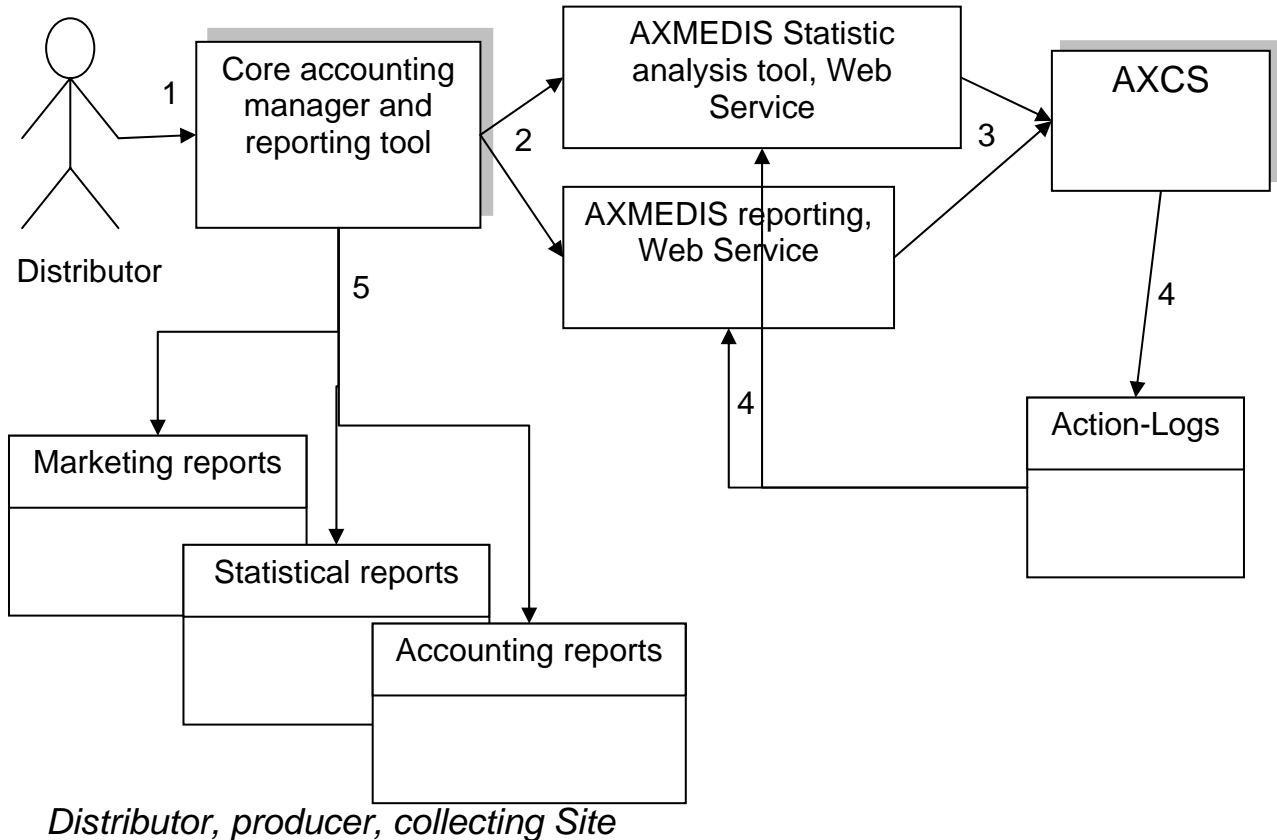 AXMEDIS Statistic
analysis tool, Web
Service
Core accounting
manager and
reporting tool
AXCS
1
2
3
AXMEDIS reporting,
Web Service
Distributor
5
4
4
Action-Logs
Marketing reports
Statistical reports
Accounting reports
Distributor, producer, collecting Site